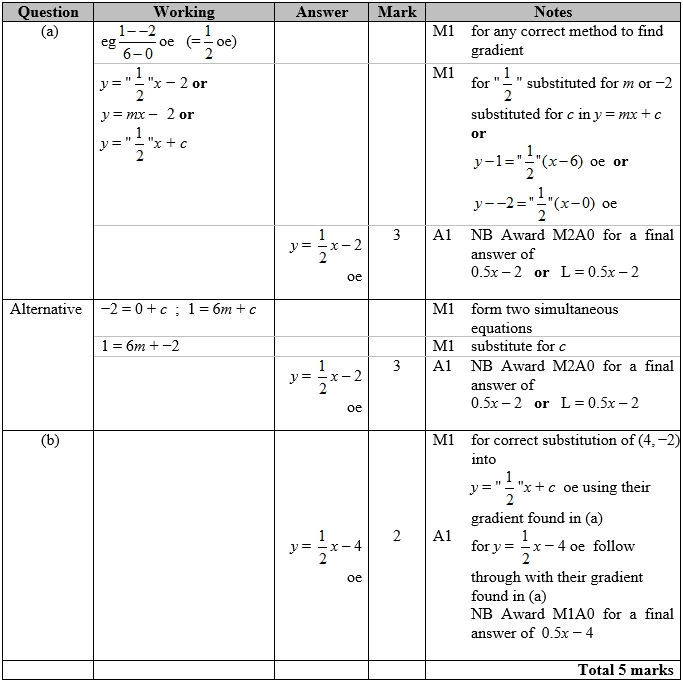 Question Working Answer Mark Notes
(a) eg (1−−2)/(6−0) oe (= 1/2 oe) M1 for any correct method to find
gradient
y = "1/2"x − 2 or M1 for "1/2" substituted for m or −2
y = mx − 2 or substituted for c in y = mx + c
y = "1/2"x + c or
y − 1 = "1/2"(x − 6) oe or
y − −2 = "1/2"(x − 0) oe
y = 1/2 x − 2 3 A1 NB Award M2A0 for a final
answer of
oe 0.5x – 2 or L = 0.5x – 2
Alternative −2 = 0 + c ; 1 = 6m + c M1 form two simultaneous
equations
1 = 6m + −2 M1 substitute for c
y = 1/2 x − 2 3 A1 NB Award M2A0 for a final
answer of
oe 0.5x – 2 or L = 0.5x – 2
(b) M1 for correct substitution of (4, −2)
into
y = "1/2"x + c oe using their
gradient found in (a)
y = 1/2 x − 4 2 A1 for y = 1/2 x − 4 oe follow
oe through with their gradient
found in (a)
NB Award M1A0 for a final
answer of 0.5x – 4
Total 5 marks